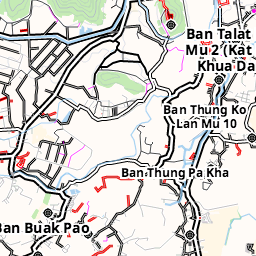 Ban Talat
Mu 2 (Kat
Khua Da
Ban Thung Ko
Lan Mu 10
Ban Thung Pa Kha
Ban Buak Pao